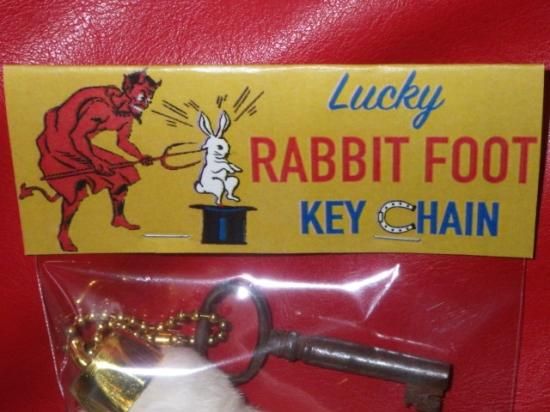 Lucky
RABBIT FOOT
KEY CHAIN